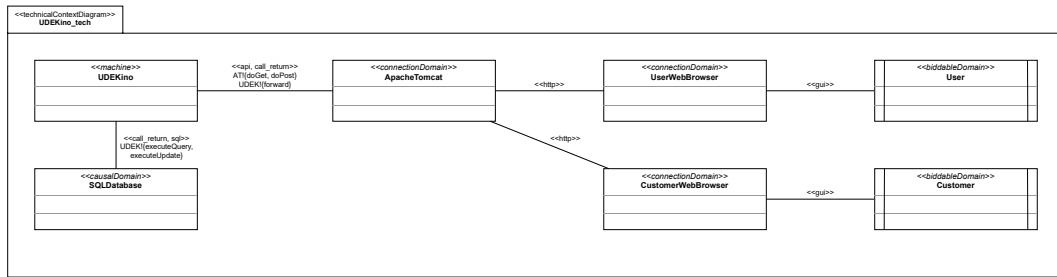 <<technicalContextDiagram>>
UDEKino_tech
<<machine>>
UDEKino
<<api, call_return>>
AT!{doGet, doPost}
UDEK!{forward}
<<connectionDomain>>
ApacheTomcat
<<http>>
<<connectionDomain>>
UserWebBrowser
<<gui>>
<<biddableDomain>>
User
<<call_return, sql>>
UDEK!{executeQuery,
executeUpdate}
<<http>>
<<causalDomain>>
SQLDatabase
<<connectionDomain>>
CustomerWebBrowser
<<gui>>
<<biddableDomain>>
Customer